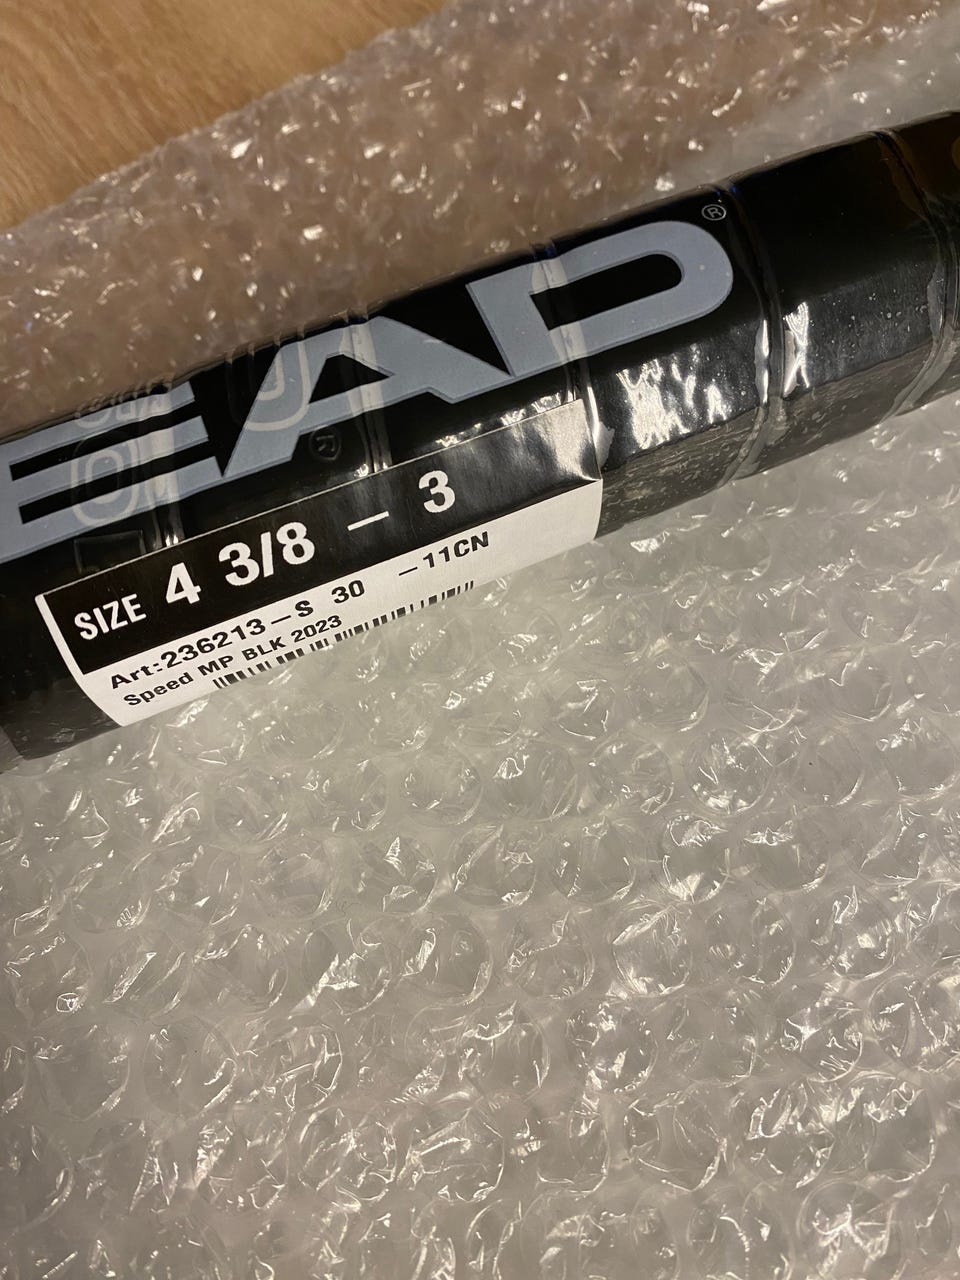 EAD®
SIZE 4 3/8 – 3
Art:236213-S 30 -11CN
Speed MP BLK 2023